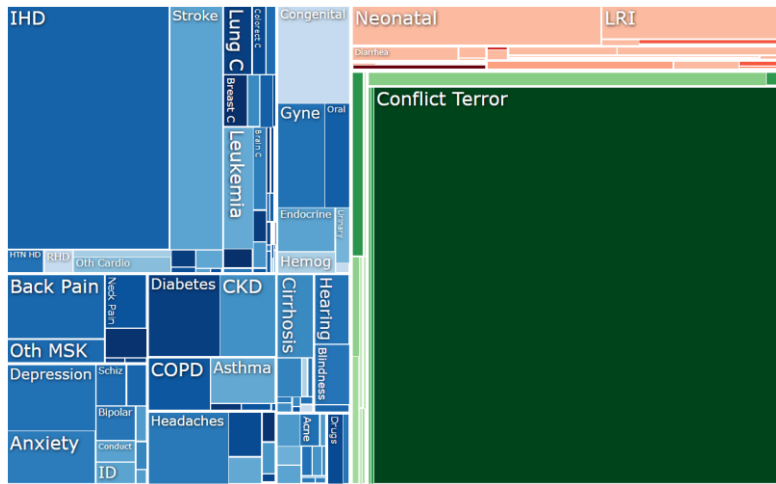 IHD
Stroke
Lung C
Colorect C
Breast C
Leukemia
Brain C
HTN HD
RHD
Oth Cardio
Congenital
Gyne
Oral
Endocrine
Urinary
Hemog
Back Pain
Neck Pain
Oth MSK
Depression
Schiz
Bipolar
Anxiety
Conduct
ID
Diabetes
CKD
COPD
Asthma
Headaches
Cirrhosis
Hearing
Blindness
Acne
Drugs
Neonatal
LRI
Diarrhea
Conflict Terror